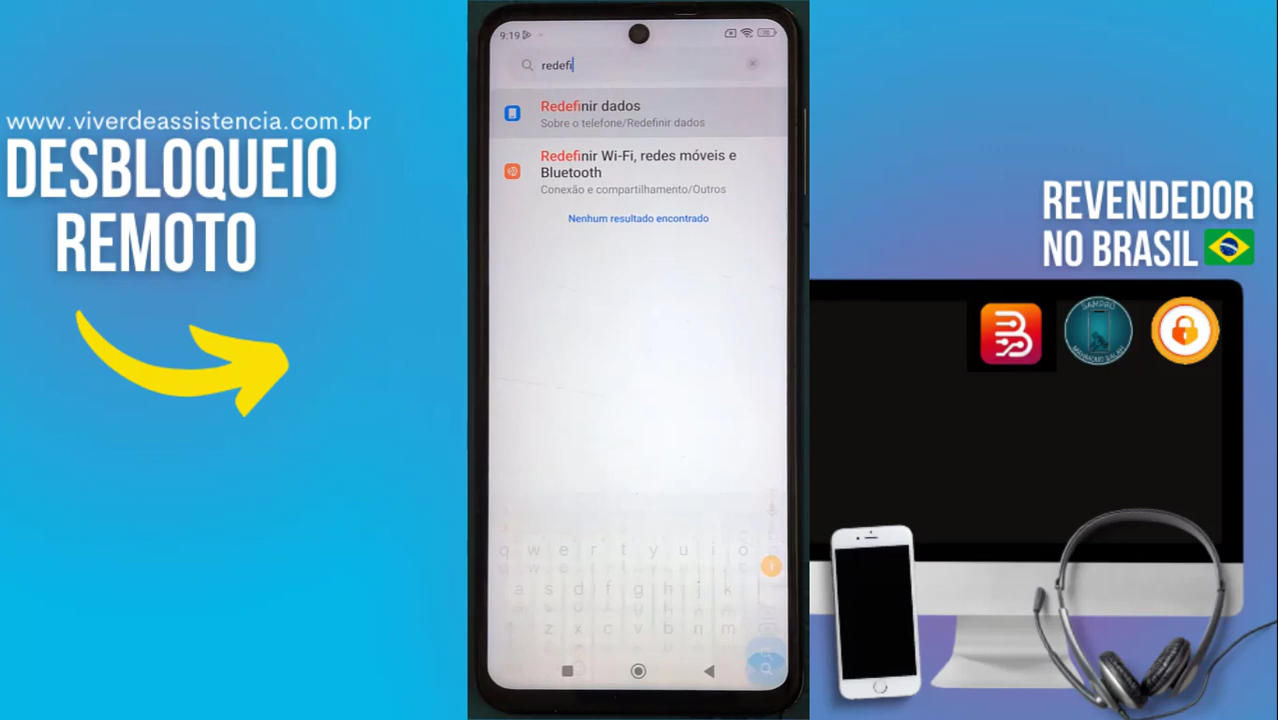 www.viverdeassistencia.com.br
DESBLOQUEIO
REMOTO
9:19
redefi
Redefinir dados
Sobre o telefone/Redefinir dados
Redefinir Wi-Fi, redes móveis e
Bluetooth
Conexão e compartilhamento/Outros
Nenhum resultado encontrado
q w e r t y u i o
a s d f g h j k l
z x c v b n m
REVENDEDOR
NO BRASIL
SAMPRO